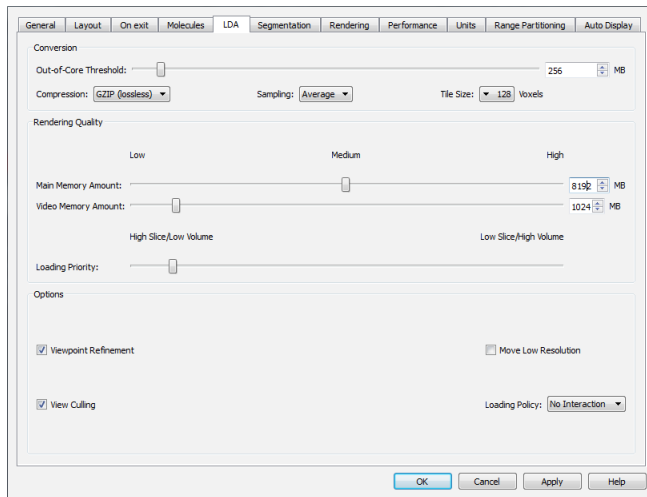 General Layout On exit Molecules LDA Segmentation Rendering Performance Units Range Partitioning Auto Display
Conversion
Out-of-Core Threshold: 256 MB
Compression: GZIP (lossless) Sampling: Average Tile Size: 128 Voxels
Rendering Quality
Low Medium High
Main Memory Amount: 8192 MB
Video Memory Amount: 1024 MB
High Slice/Low Volume Low Slice/High Volume
Loading Priority:
Options
Viewpoint Refinement Move Low Resolution
View Culling Loading Policy: No Interaction
OK Cancel Apply Help